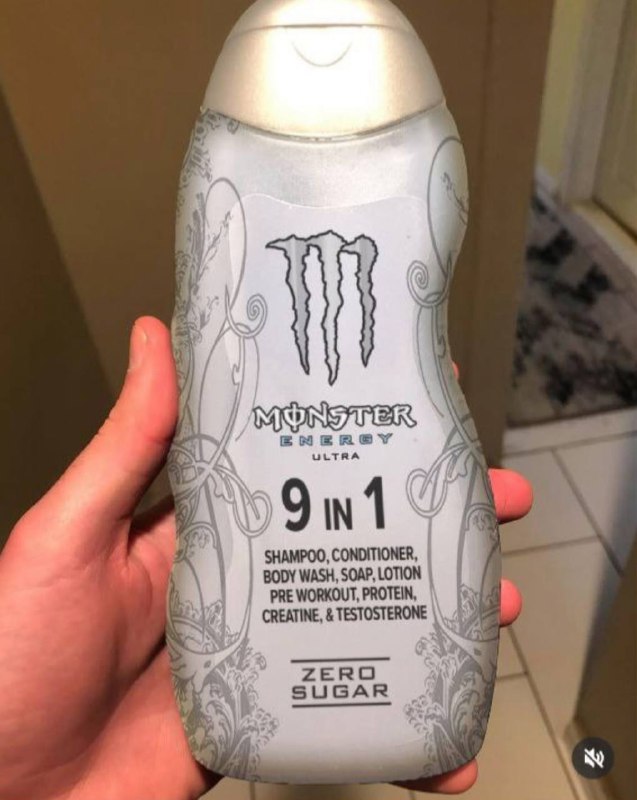 MONSTER
ENERGY
ULTRA
9 IN 1
SHAMPOO, CONDITIONER,
BODY WASH, SOAP, LOTION
PRE WORKOUT, PROTEIN,
CREATINE, & TESTOSTERONE
ZERO
SUGAR